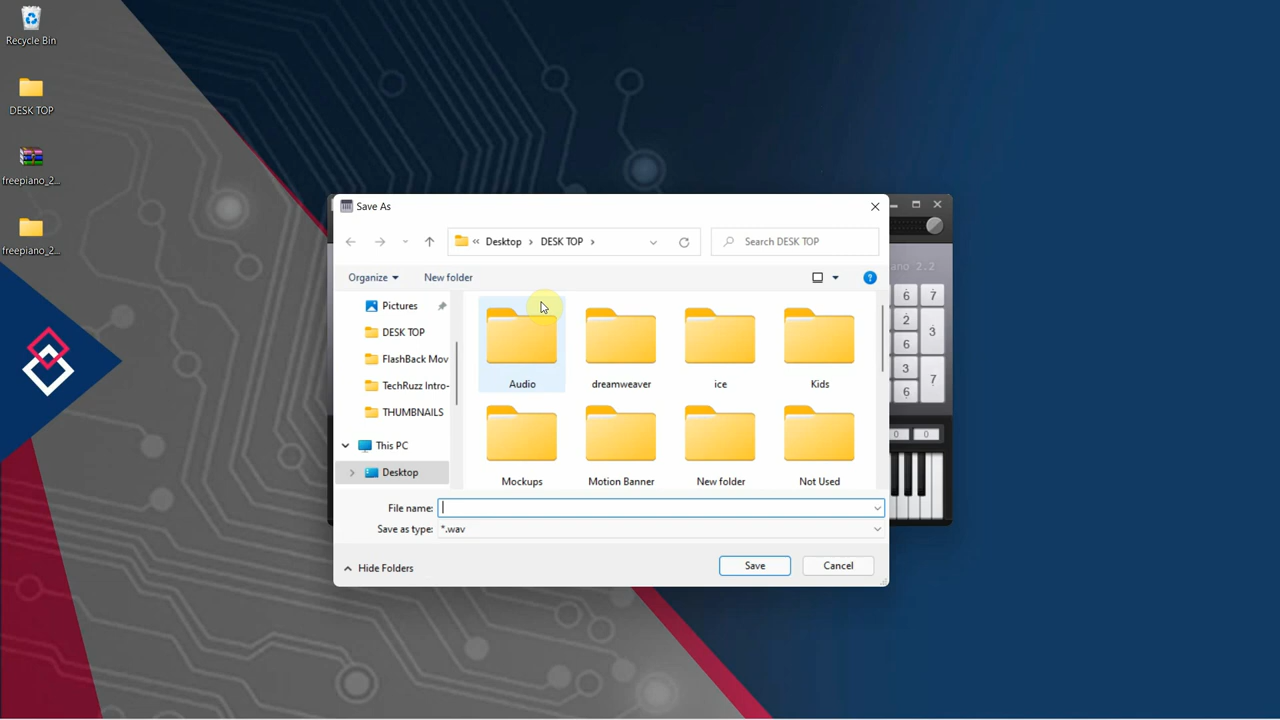 Recycle Bin
DESK TOP
freepiano_2...
freepiano_2...
Save As
« Desktop › DESK TOP ›
Search DESK TOP
Organize
New folder
Pictures
DESK TOP
FlashBack Mov
TechRuzz Intro-
THUMBNAILS
This PC
Desktop
Audio
dreamweaver
ice
Kids
Mockups
Motion Banner
New folder
Not Used
File name:
Save as type: *.wav
Hide Folders
Save
Cancel
ano 2.2
6 7
2 3
6
3 7
6
0 0